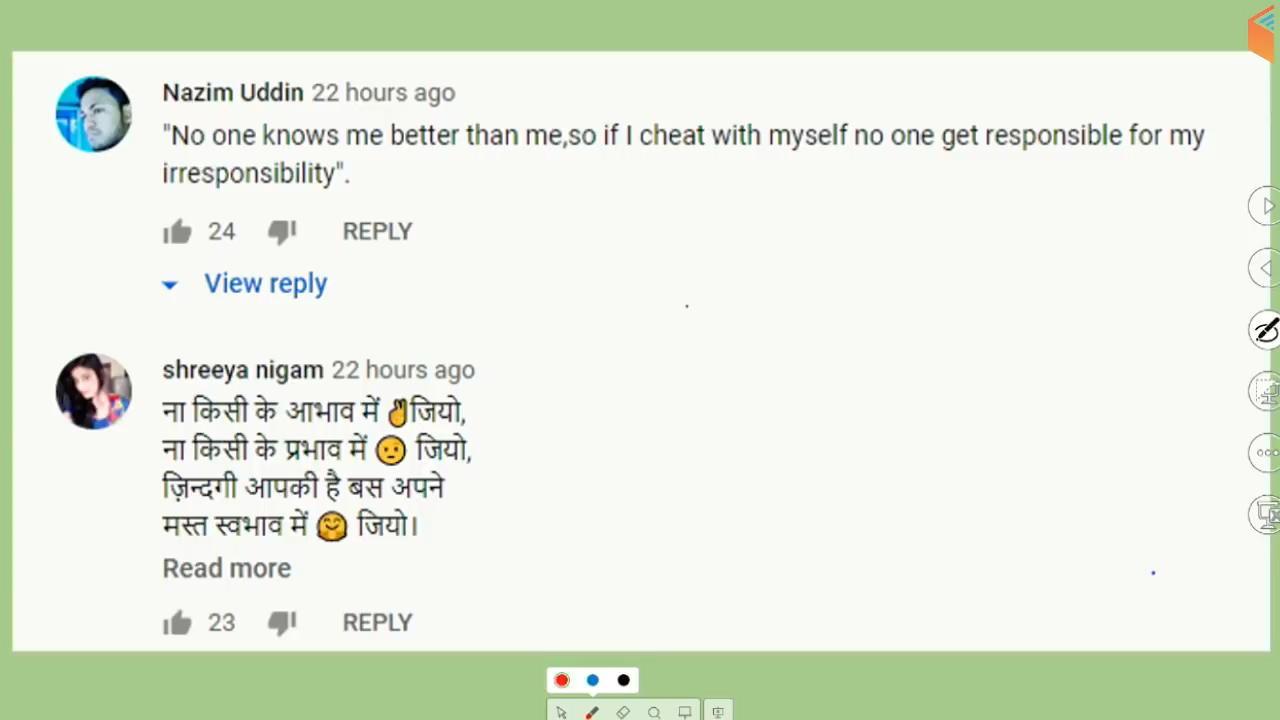 Nazim Uddin 22 hours ago
"No one knows me better than me,so if I cheat with myself no one get responsible for my
irresponsibility".
24 REPLY
View reply
shreeya nigam 22 hours ago
ना किसी के आभाव में ✌जियो,
ना किसी के प्रभाव में 😐 जियो,
ज़िन्दगी आपकी है बस अपने
मस्त स्वभाव में 🤗 जियो।
Read more
23 REPLY